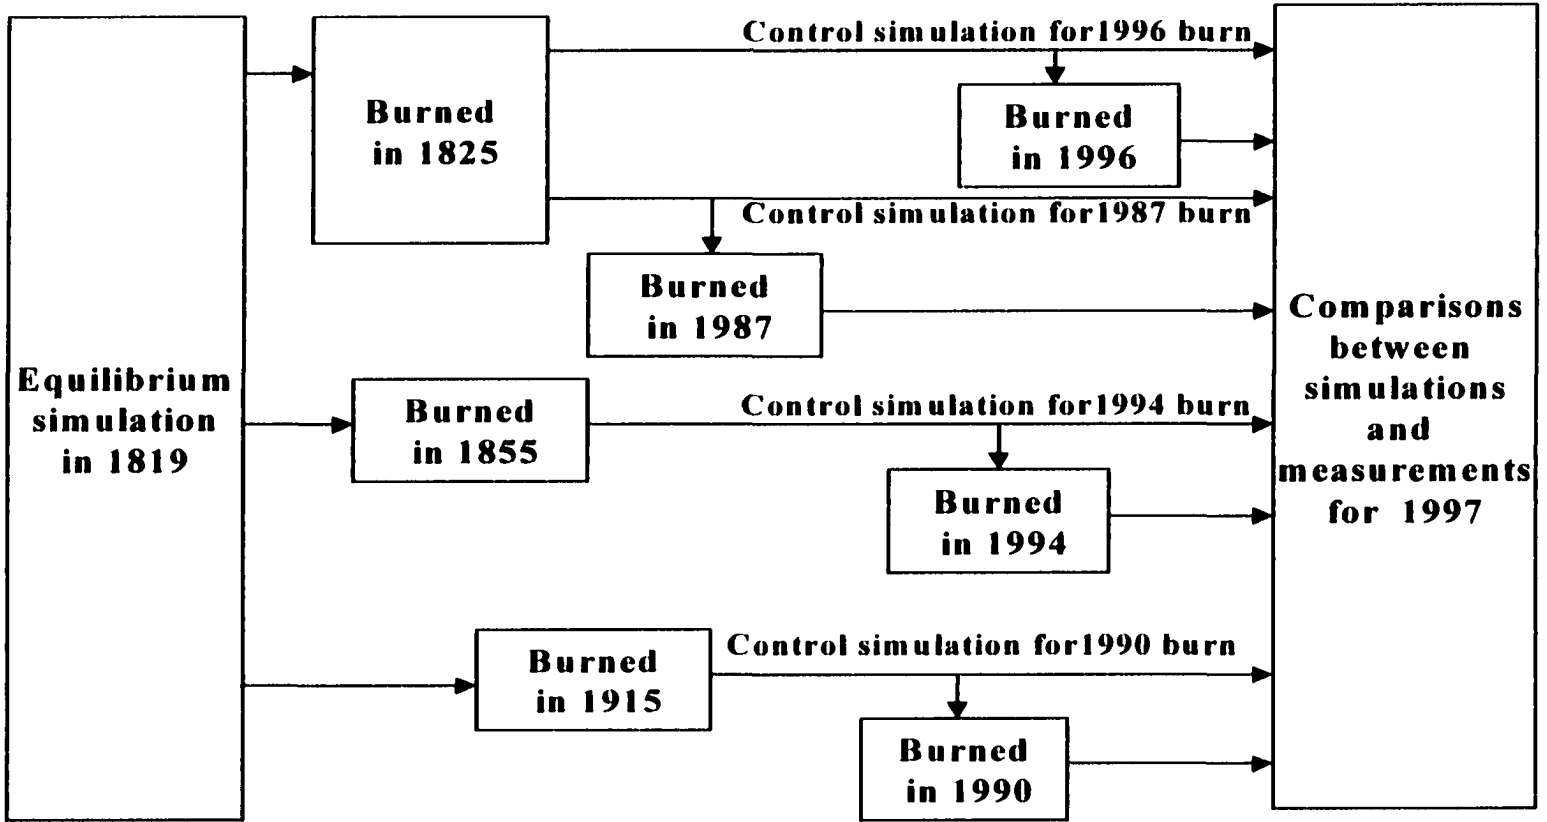 Equilibrium
simulation
in 1819
Burned
in 1825
Control simulation for1996 burn
Burned
in 1996
Control simulation for1987 burn
Burned
in 1987
Burned
in 1855
Control simulation for1994 burn
Burned
in 1994
Burned
in 1915
Control simulation for1990 burn
Burned
in 1990
Comparisons
between
simulations
and
measurements
for 1997